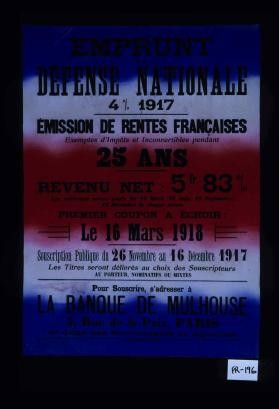 EMPRUNT
DÉFENSE NATIONALE
4% 1917
EMISSION DE RENTES FRANÇAISES
Exemptes d'Impôts et Inconvertibles pendant
25 ANS
REVENU NET : 5 fr 83 %
PREMIER COUPON A ÉCHOIR :
Le 16 Mars 1918
Souscription Publique du 26 Novembre au 16 Décembre 1917
Les Titres seront délivrés au choix des Souscripteurs
AU PORTEUR, NOMINATIFS OU MIXTES
Pour Souscrire, s'adresser à
LA BANQUE DE MULHOUSE
Rue de la Paix, PARIS
FR-196